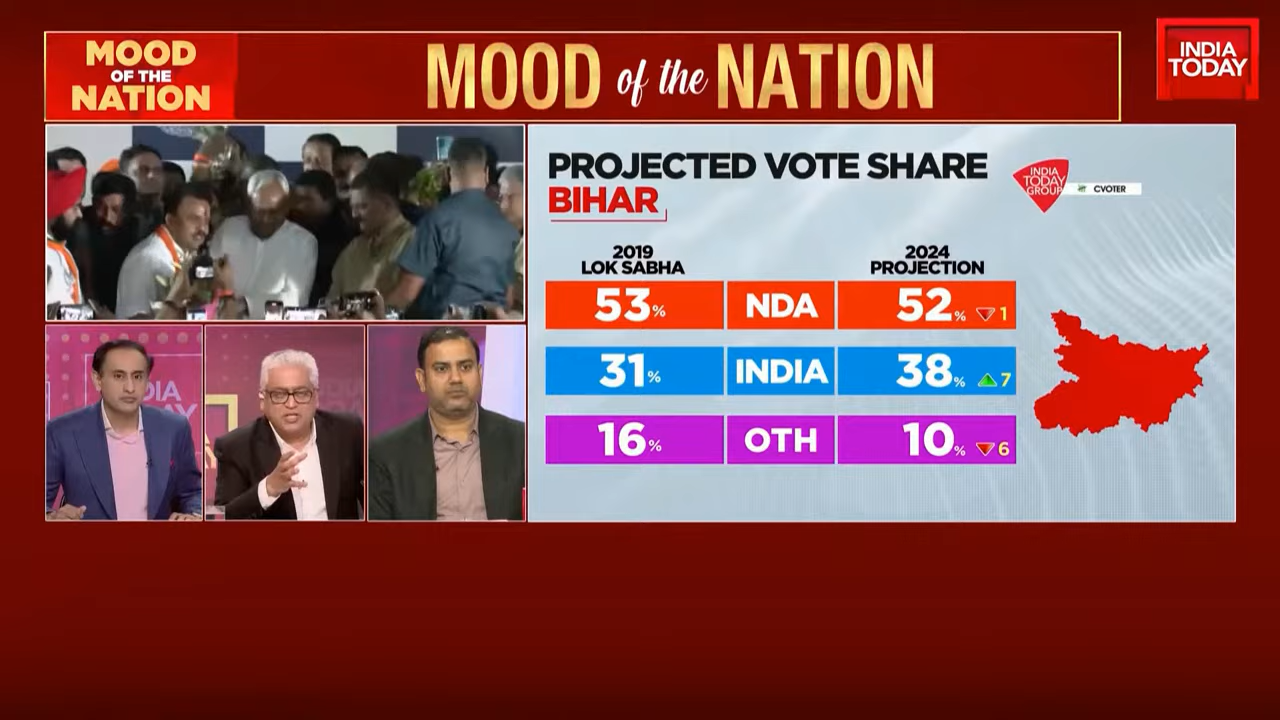 MOOD
OF THE
NATION
MOOD of the NATION
INDIA
TODAY
PROJECTED VOTE SHARE
BIHAR
INDIA
TODAY
GROUP
CVOTER
2019
LOK SABHA
2024
PROJECTION
53% NDA 52% 1
31% INDIA 38% 7
16% OTH 10% 6